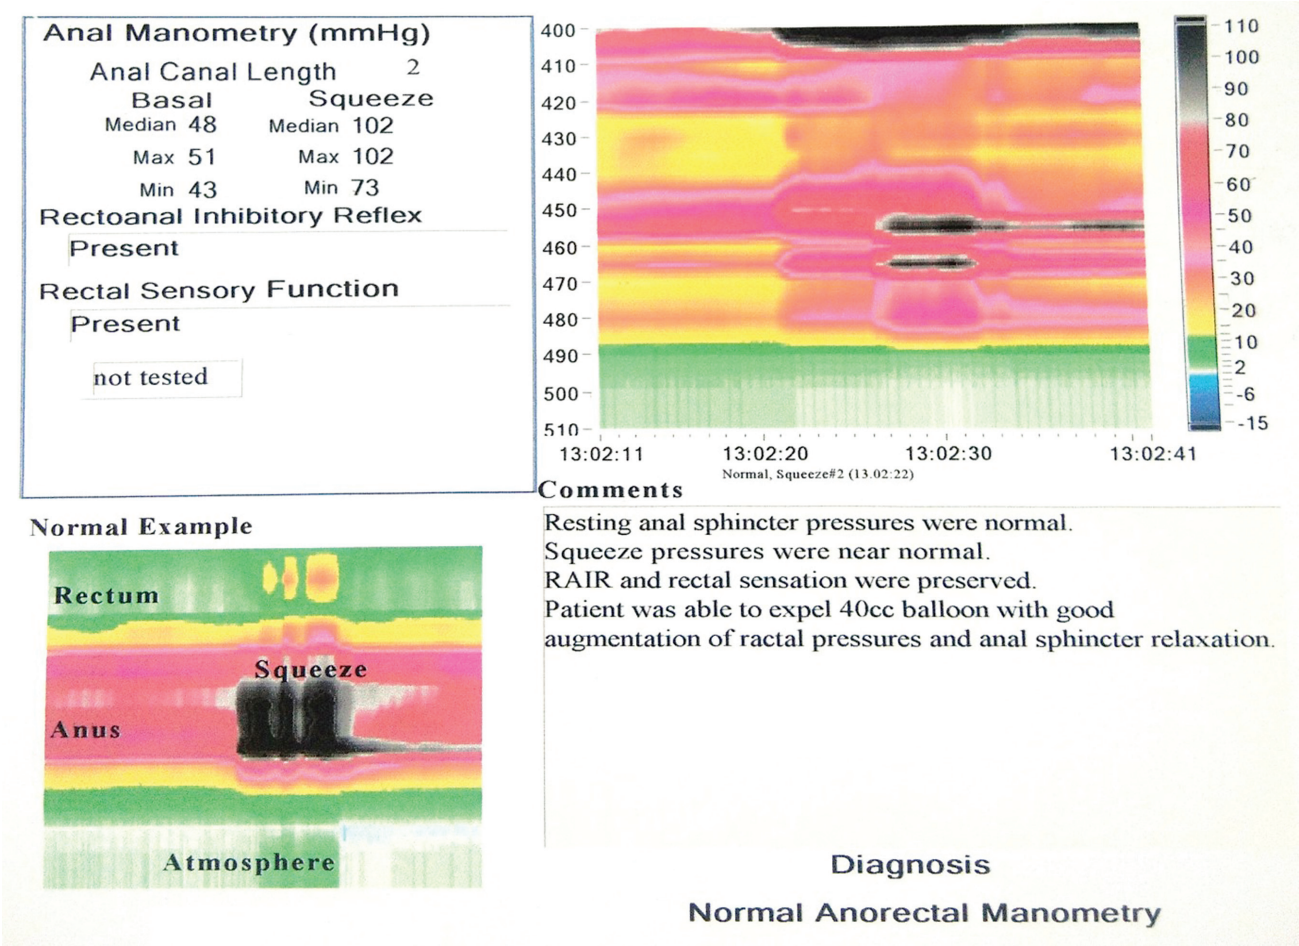 Anal Manometry (mmHg)
Anal Canal Length 2
Basal Squeeze
Median 48 Median 102
Max 51 Max 102
Min 43 Min 73
Rectoanal Inhibitory Reflex
Present
Rectal Sensory Function
Present
not tested
400
410
420
430
440
450
460
470
480
490
500
510
13:02:11 13:02:20 13:02:30 13:02:41
Normal, Squeeze#2 (13.02:22)
110
100
90
80
70
60
50
40
30
20
10
2
-6
-15
Normal Example
Rectum
Squeeze
Anus
Atmosphere
Comments
Resting anal sphincter pressures were normal.
Squeeze pressures were near normal.
RAIR and rectal sensation were preserved.
Patient was able to expel 40cc balloon with good
augmentation of ractal pressures and anal sphincter relaxation.
Diagnosis
Normal Anorectal Manometry